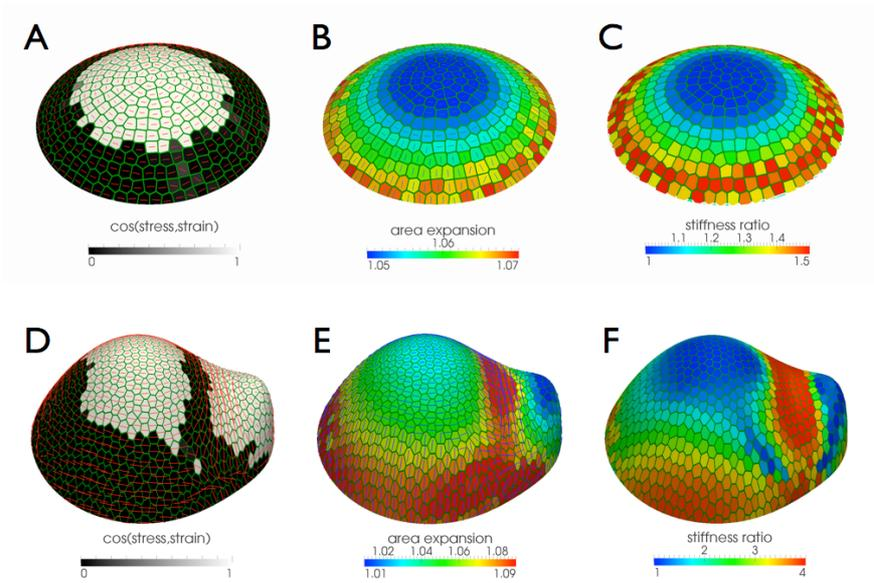 A
B
C
cos(stress,strain)
0 1
area expansion
1.06
1.05 1.07
stiffness ratio
1.1 1.2 1.3 1.4
1 1.5
D
E
F
cos(stress,strain)
0 1
area expansion
1.02 1.04 1.06 1.08
1.01 1.09
stiffness ratio
2 3
1 4